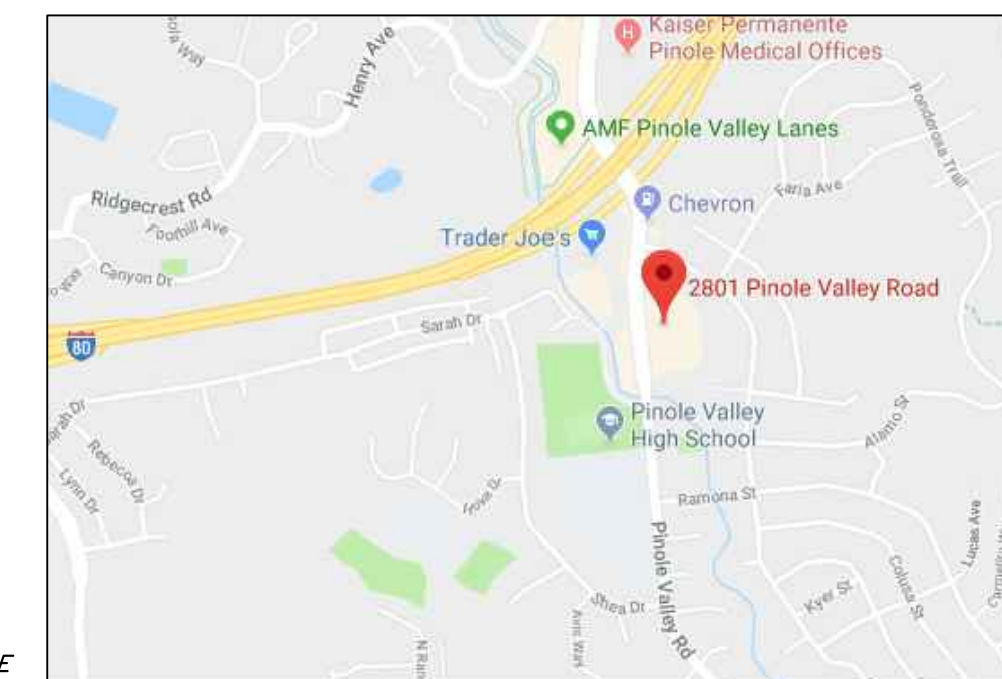 Kaiser Permanente
Pinole Medical Offices
Henry Ave
AMF Pinole Valley Lanes
Ponderosa Trail
Ridgecrest Rd
Foothill Ave
Faria Ave
Chevron
Trader Joe's
Canyon Dr
2801 Pinole Valley Road
80
Sarah Dr
Sarah Dr
Pinole Valley
High School
Alamo St
Rebecca Dr
Lynn Dr
Ramona St
Lucas Ave
Pinole Valley Rd
Colusa St
Kyer St
Shea Dr